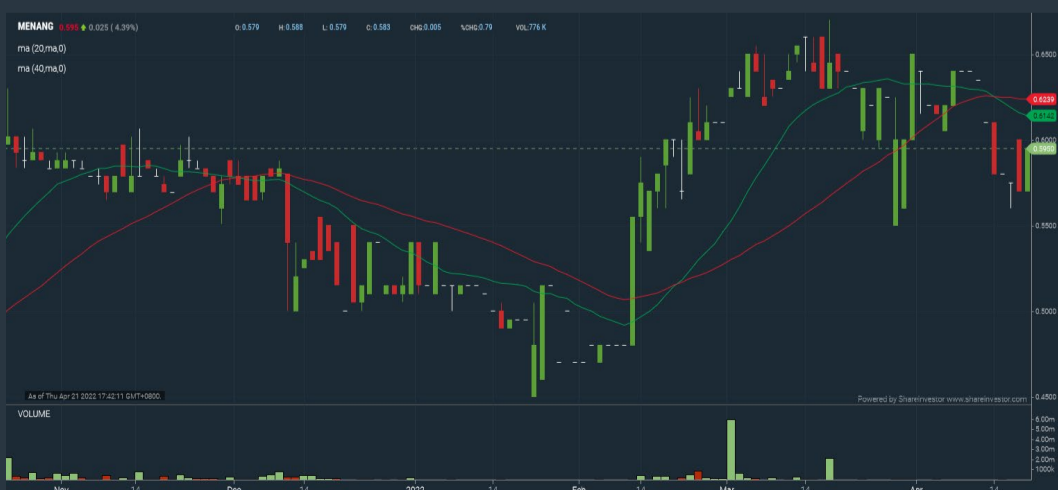 MENANG 0.595 0.025 ( 4.39%) O:0.579 H:0.588 L: 0.579 C: 0.583 CHG:0.005 %CHG:0.79 VOL:776 K
ma (20,ma,0)
ma (40,ma,0)
0.6500
0.6239
0.6142
0.6000
0.5950
0.5500
0.5000
0.4500
As of Thu Apr 21 2022 17:42:11 GMT+0800.
Powered by ShareInvestor www.shareinvestor.com
VOLUME
6.00m
5.00m
4.00m
3.00m
2.00m
1000k
Nov 14 Dec 14 2022 14 Feb 14 Mar 14 Apr 14